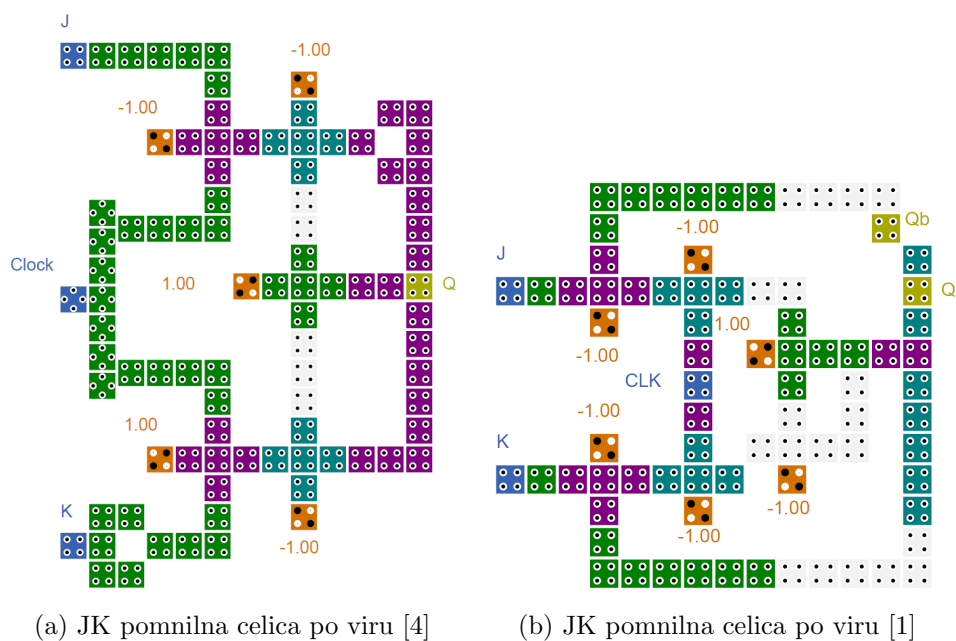 J
-1.00
-1.00
Clock
1.00
Q
1.00
K
-1.00
(a) JK pomnilna celica po viru [4]
Qb
-1.00
J
Q
1.00
-1.00
CLK
-1.00
K
-1.00
-1.00
(b) JK pomnilna celica po viru [1]